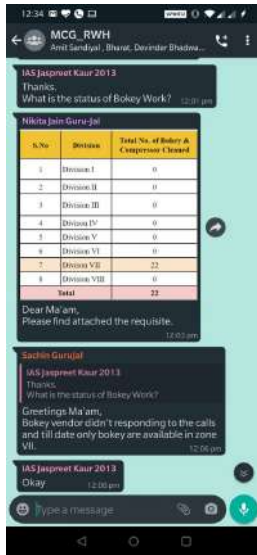 12:34
MCG_RWH
Amit Sandiyal, Bharat, Devinder Bhadwa...
IAS Jaspreet Kaur 2013
Thanks.
What is the status of Bokey Work?
12:01 pm
Nikita Jain Guru-Jal
S.No Division Total No. of Bokey &
Compressor Cleaned
1 Division I 0
2 Division II 0
3 Division III 0
4 Division IV 0
5 Division V 0
6 Division VI 0
7 Division VII 22
8 Division VIII 0
Total 22
Dear Ma'am,
Please find attached the requisite.
12:03 pm
Sachin Gurujal
IAS Jaspreet Kaur 2013
Thanks.
What is the status of Bokey Work?
Greetings Ma'am,
Bokey vendor didn't responding to the calls
and till date only bokey are available in zone
VII.
12:06 pm
IAS Jaspreet Kaur 2013
Okay
Type a message